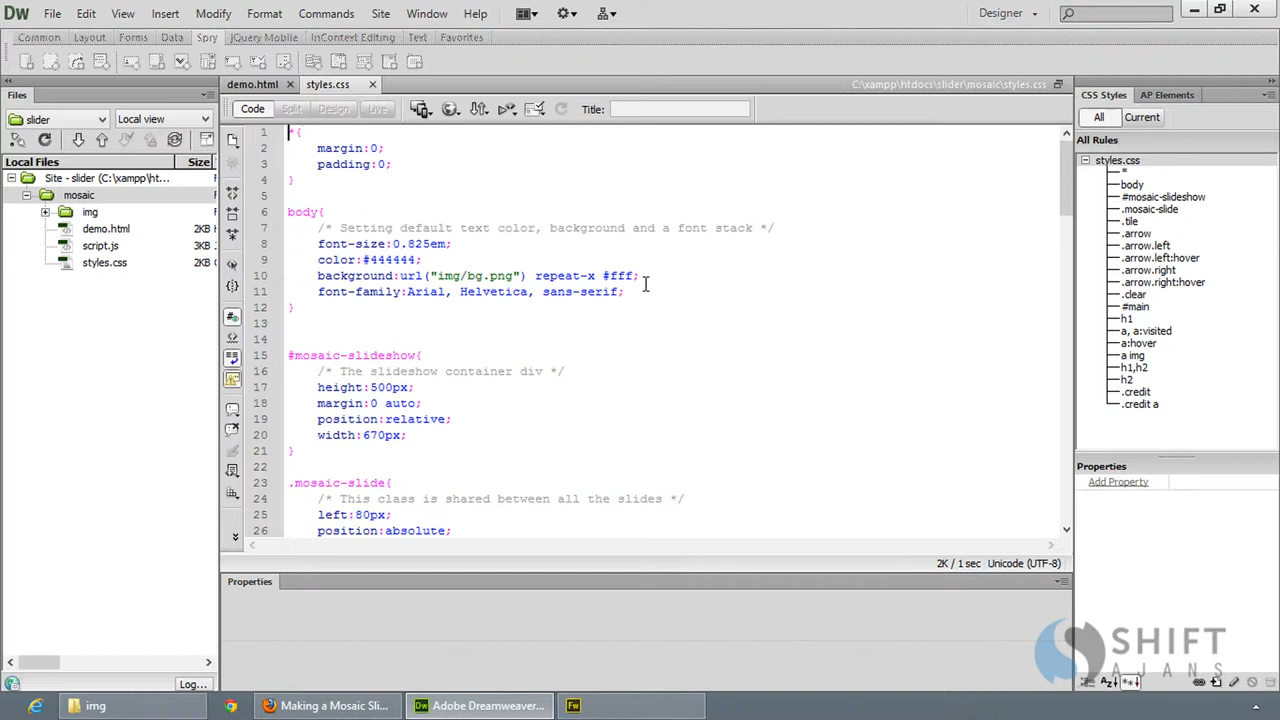 Dw File Edit View Insert Modify Format Commands Site Window Help Designer
Common Layout Forms Data Spry jQuery Mobile InContext Editing Text Favorites
Files
demo.html styles.css C:\xampp\htdocs\slider\mosaic\styles.css
slider Local view
Code Split Design Live Title:
Local Files Size
Site - slider (C:\xampp\ht... F
mosaic F
img F
demo.html 2KB H
script.js 2KB J
styles.css 2KB C
1 *{
2 margin:0;
3 padding:0;
4 }
5
6 body{
7 /* Setting default text color, background and a font stack */
8 font-size:0.825em;
9 color:#444444;
10 background:url("img/bg.png") repeat-x #fff;
11 font-family:Arial, Helvetica, sans-serif;
12 }
13
14
15 #mosaic-slideshow{
16 /* The slideshow container div */
17 height:500px;
18 margin:0 auto;
19 position:relative;
20 width:670px;
21 }
22
23 .mosaic-slide{
24 /* This class is shared between all the slides */
25 left:80px;
26 position:absolute;
2K / 1 sec Unicode (UTF-8)
Properties
Log...
CSS Styles AP Elements
All Current
All Rules
styles.css
*
body
#mosaic-slideshow
.mosaic-slide
.tile
.arrow
.arrow.left
.arrow.left:hover
.arrow.right
.arrow.right:hover
.clear
#main
h1
a, a:visited
a:hover
a img
h1,h2
h2
.credit
.credit a
Properties
Add Property
SHIFT
AJANS
img Making a Mosaic Sli... Dw Adobe Dreamweaver... Fw